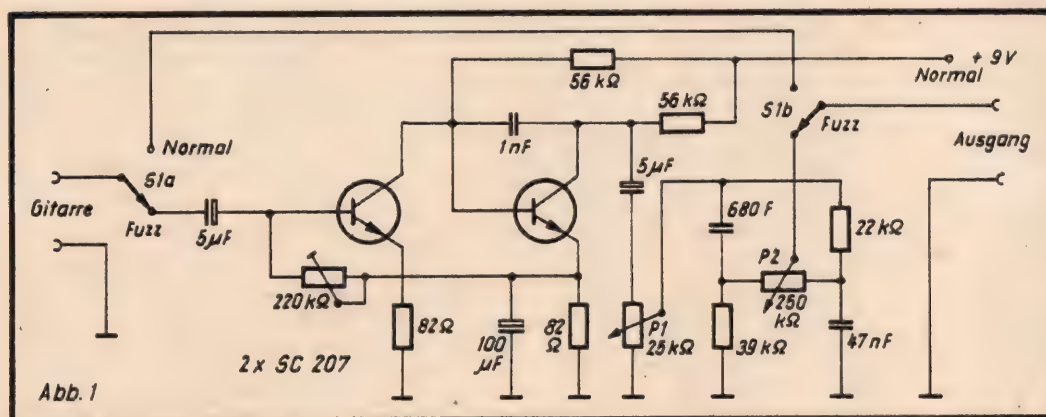 56 kΩ
+ 9V
Normal
56 kΩ
S1b
Fuzz
1 nF
Normal
S1a
Gitarre
Fuzz
5 µF
5 µF
Ausgang
680 F
22 kΩ
P2
250
kΩ
220 kΩ
82 Ω
100
µF
82
Ω
P1
25 kΩ
39 kΩ
47 nF
2 x SC 207
Abb. 1